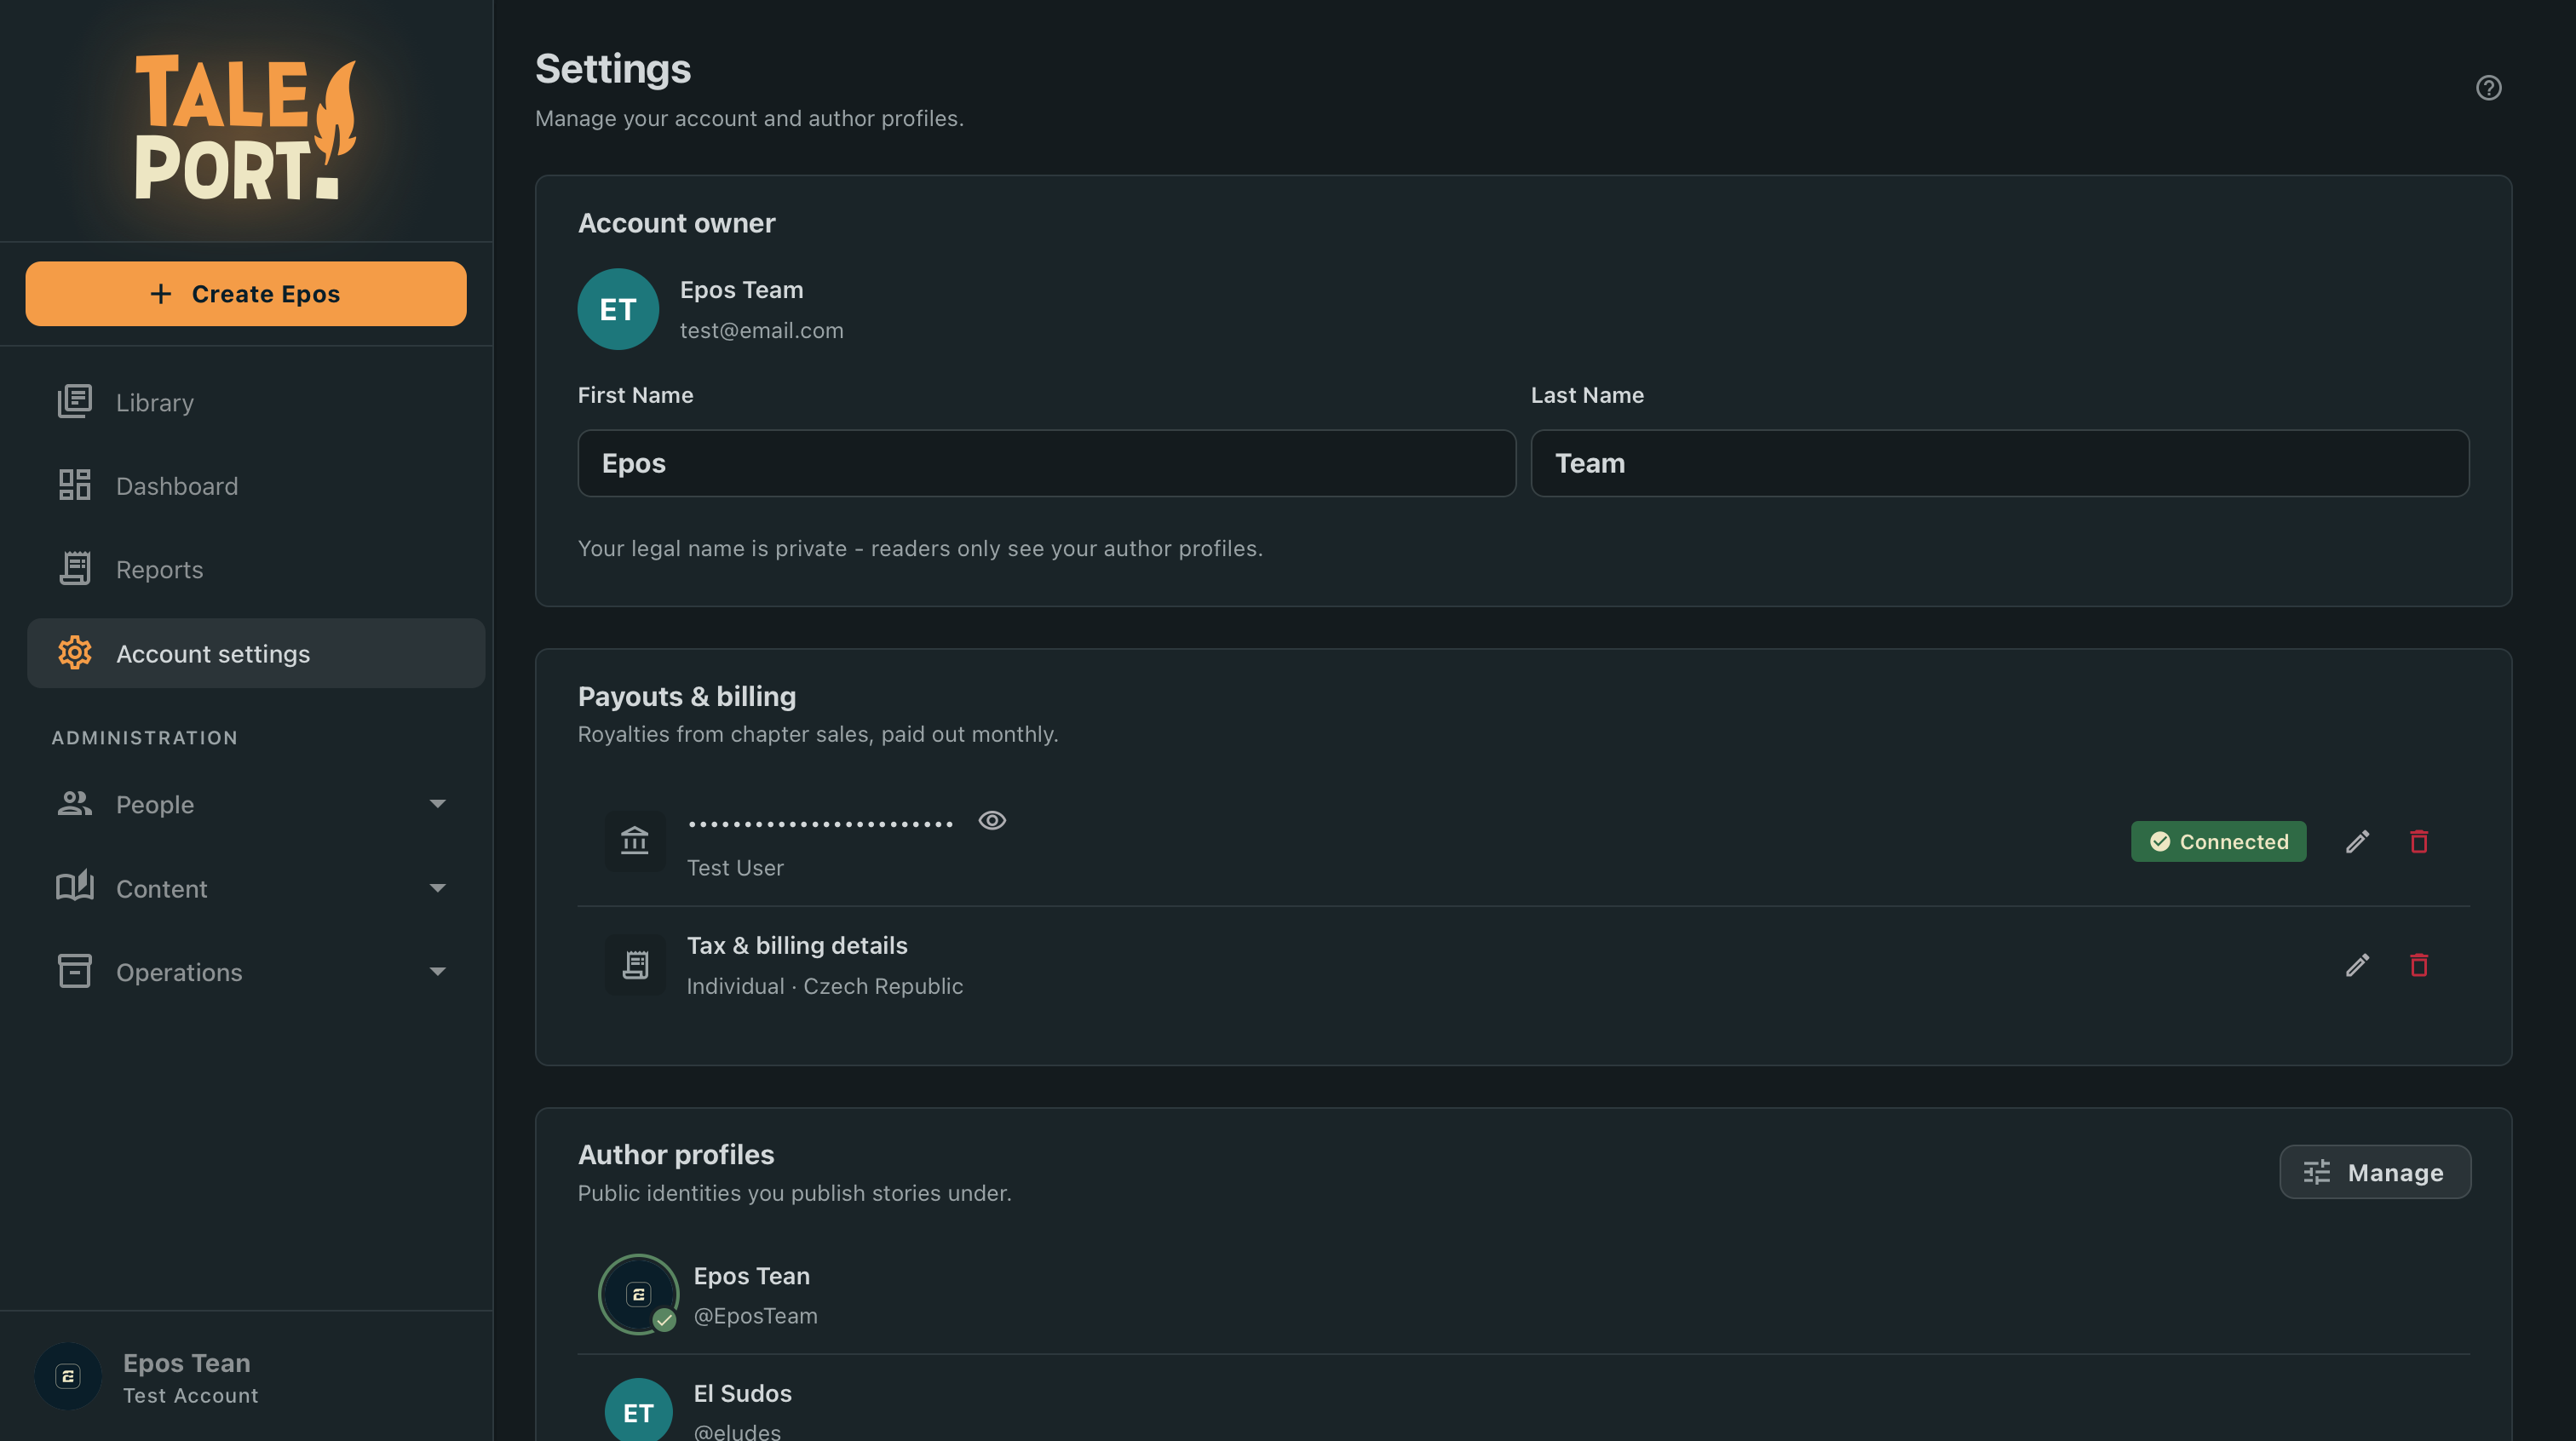 TALE
PORT.
Create Epos
Library
Dashboard
Reports
Account settings
ADMINISTRATION
People
Content
Operations
Epos Tean
Test Account
Settings
Manage your account and author profiles.
Account owner
ET
Epos Team
test@email.com
First Name
Last Name
Epos
Team
Your legal name is private - readers only see your author profiles.
Payouts & billing
Royalties from chapter sales, paid out monthly.
••••••••••••••••••••••••
Test User
Connected
Tax & billing details
Individual · Czech Republic
Author profiles
Public identities you publish stories under.
Manage
Epos Tean
@EposTeam
ET
El Sudos
@eludes